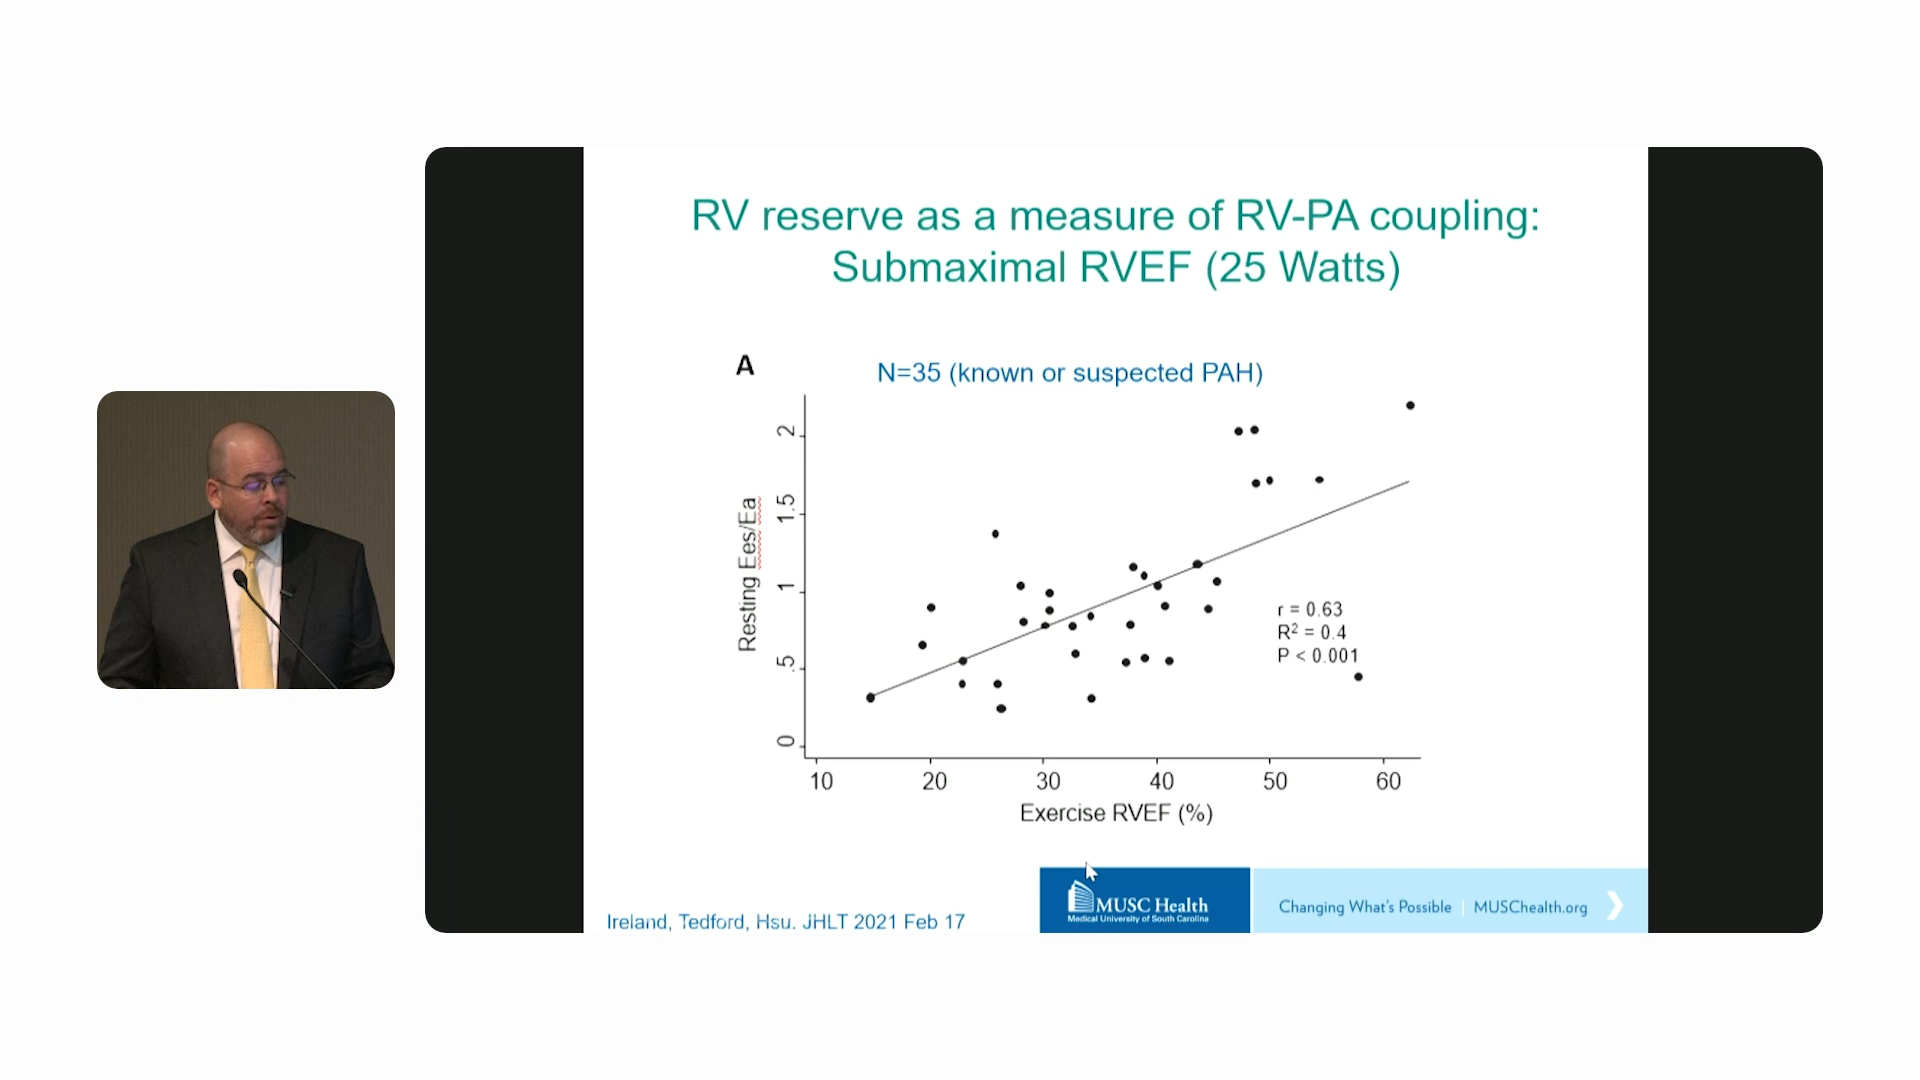 RV reserve as a measure of RV-PA coupling:
Submaximal RVEF (25 Watts)
A
N=35 (known or suspected PAH)
Resting Ees/Ea
2
1.5
1
.5
0
r = 0.63
R² = 0.4
P < 0.001
10 20 30 40 50 60
Exercise RVEF (%)
Ireland, Tedford, Hsu. JHLT 2021 Feb 17
MUSC Health
Medical University of South Carolina
Changing What's Possible | MUSChealth.org